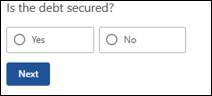 Is the debt secured?
Yes
No
Next